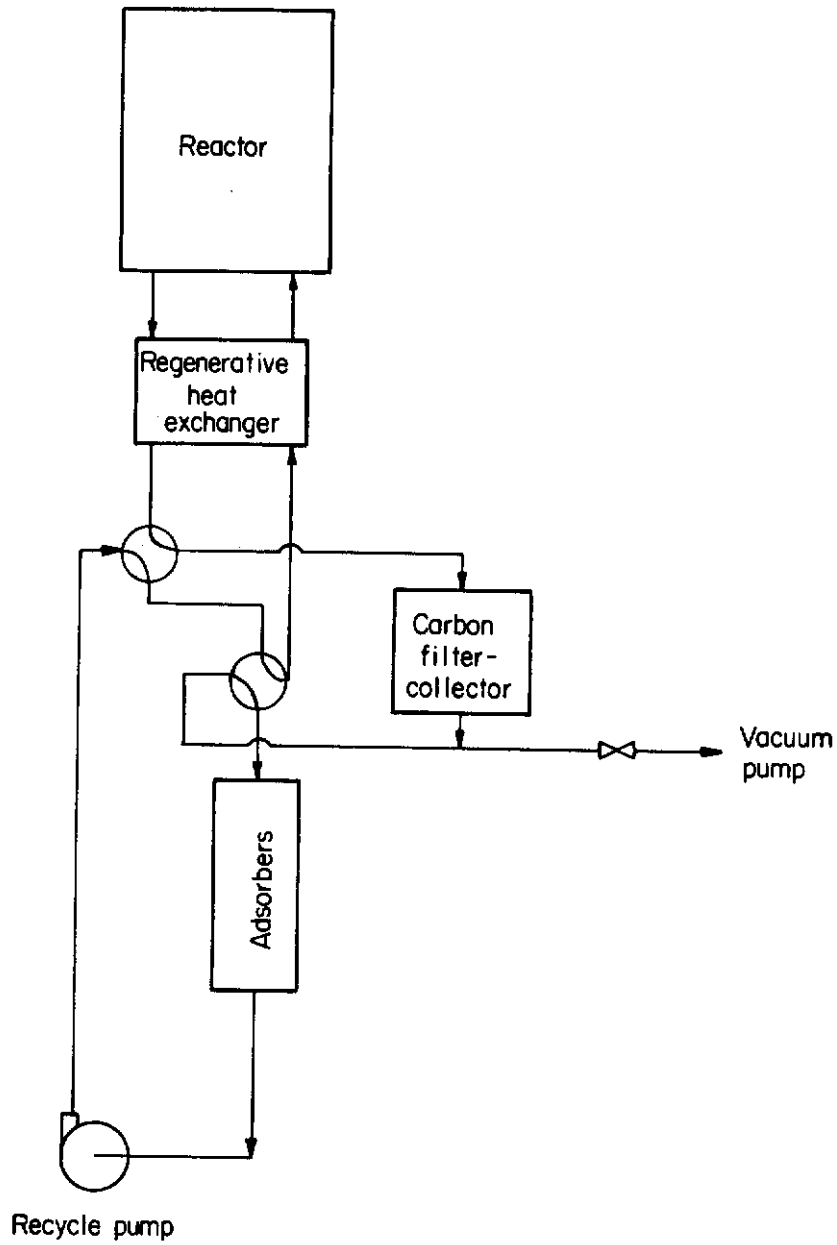 Reactor
Regenerative
heat
exchanger
Carbon
filter-
collector
Vacuum
pump
Adsorbers
Recycle pump